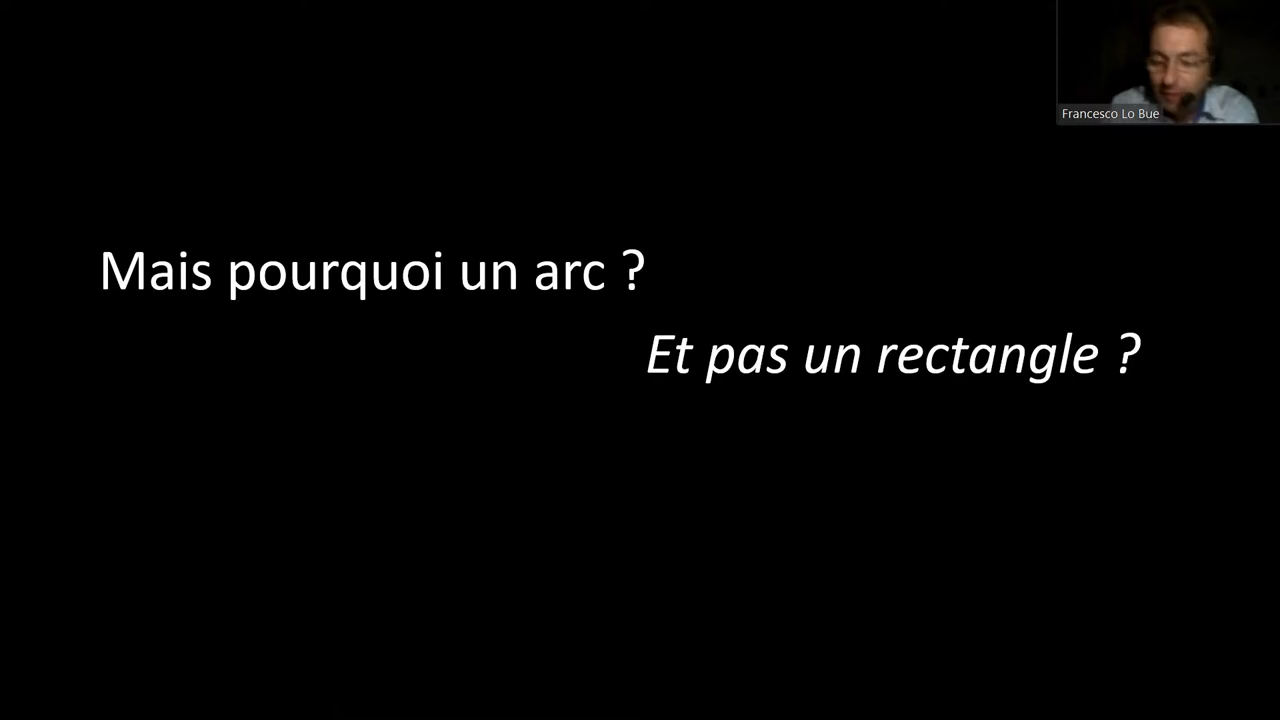 Francesco Lo Bue
Mais pourquoi un arc ?
Et pas un rectangle ?